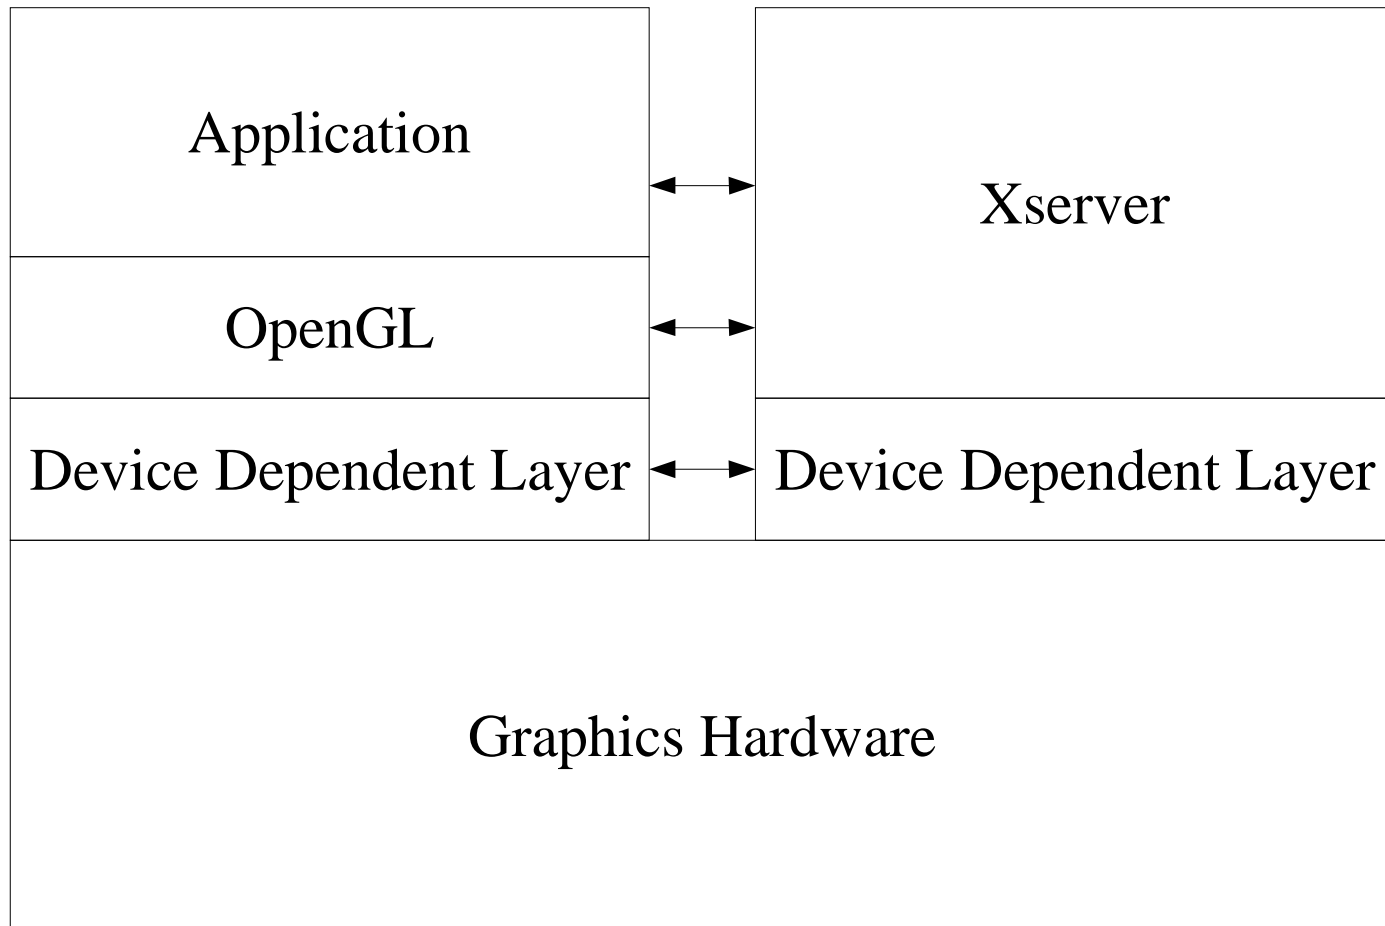 Application
Xserver
OpenGL
Device Dependent Layer
Device Dependent Layer
Graphics Hardware